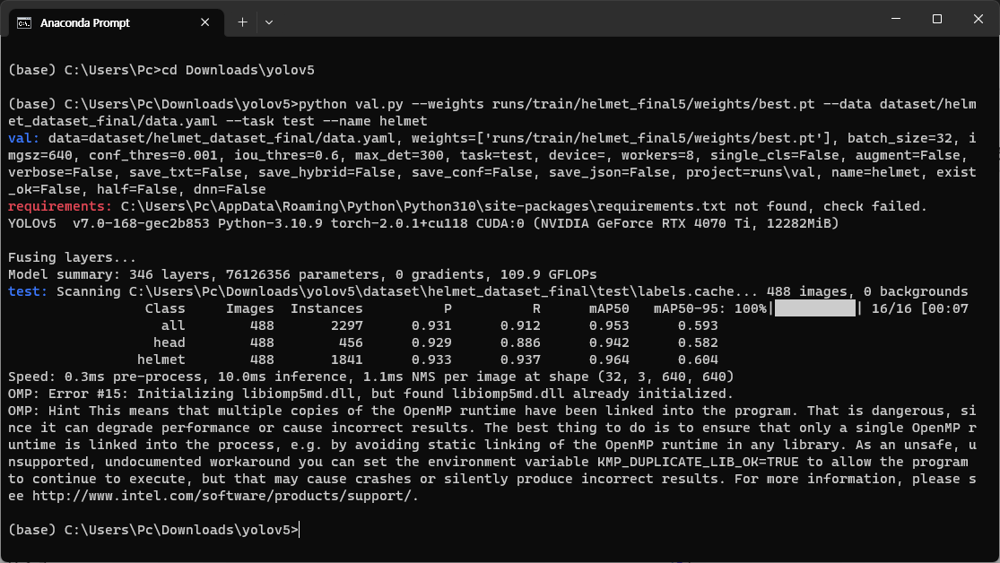 Anaconda Prompt
(base) C:\Users\Pc>cd Downloads\yolov5
(base) C:\Users\Pc\Downloads\yolov5>python val.py --weights runs/train/helmet_final5/weights/best.pt --data dataset/helm
et_dataset_final/data.yaml --task test --name helmet
val: data=dataset/helmet_dataset_final/data.yaml, weights=['runs/train/helmet_final5/weights/best.pt'], batch_size=32, i
mgsz=640, conf_thres=0.001, iou_thres=0.6, max_det=300, task=test, device=, workers=8, single_cls=False, augment=False,
verbose=False, save_txt=False, save_hybrid=False, save_conf=False, save_json=False, project=runs\val, name=helmet, exist
_ok=False, half=False, dnn=False
requirements: C:\Users\Pc\AppData\Roaming\Python\Python310\site-packages\requirements.txt not found, check failed.
YOLOv5  v7.0-168-gec2b853 Python-3.10.9 torch-2.0.1+cu118 CUDA:0 (NVIDIA GeForce RTX 4070 Ti, 12282MiB)
Fusing layers...
Model summary: 346 layers, 76126356 parameters, 0 gradients, 109.9 GFLOPs
test: Scanning C:\Users\Pc\Downloads\yolov5\dataset\helmet_dataset_final\test\labels.cache... 488 images, 0 backgrounds
Class     Images  Instances          P          R      mAP50   mAP50-95: 100%|██████████| 16/16 [00:07
all        488       2297      0.931      0.912      0.953      0.593
head        488        456      0.929      0.886      0.942      0.582
helmet        488       1841      0.933      0.937      0.964      0.604
Speed: 0.3ms pre-process, 10.0ms inference, 1.1ms NMS per image at shape (32, 3, 640, 640)
OMP: Error #15: Initializing libiomp5md.dll, but found libiomp5md.dll already initialized.
OMP: Hint This means that multiple copies of the OpenMP runtime have been linked into the program. That is dangerous, si
nce it can degrade performance or cause incorrect results. The best thing to do is to ensure that only a single OpenMP r
untime is linked into the process, e.g. by avoiding static linking of the OpenMP runtime in any library. As an unsafe, u
nsupported, undocumented workaround you can set the environment variable KMP_DUPLICATE_LIB_OK=TRUE to allow the program
to continue to execute, but that may cause crashes or silently produce incorrect results. For more information, please s
ee http://www.intel.com/software/products/support/.
(base) C:\Users\Pc\Downloads\yolov5>